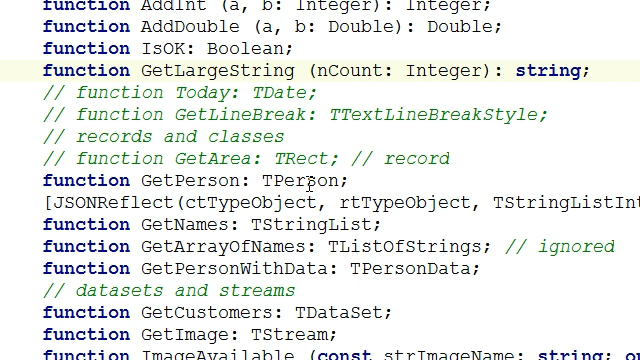 function AddInt (a, b: Integer): Integer;
function AddDouble (a, b: Double): Double;
function IsOK: Boolean;
function GetLargeString (nCount: Integer): string;
// function Today: TDate;
// function GetLineBreak: TTextLineBreakStyle;
// records and classes
// function GetArea: TRect; // record
function GetPerson: TPerson;
[JSONReflect(ctTypeObject, rtTypeObject, TStringListInt
function GetNames: TStringList;
function GetArrayOfNames: TListOfStrings; // ignored
function GetPersonWithData: TPersonData;
// datasets and streams
function GetCustomers: TDataSet;
function GetImage: TStream;
function ImageAvailable (const strImageName: string; ou